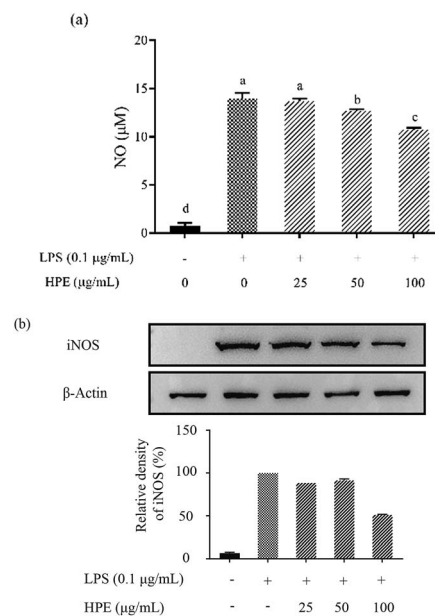 (a)
20
15
10
5
0
NO (μM)
d a a b c
LPS (0.1 μg/mL) - + + + +
HPE (μg/mL) 0 0 25 50 100
(b)
iNOS
β-Actin
150
100
50
0
Relative density
of iNOS (%)
LPS (0.1 μg/mL) - + + + +
HPE (μg/mL) - - 25 50 100